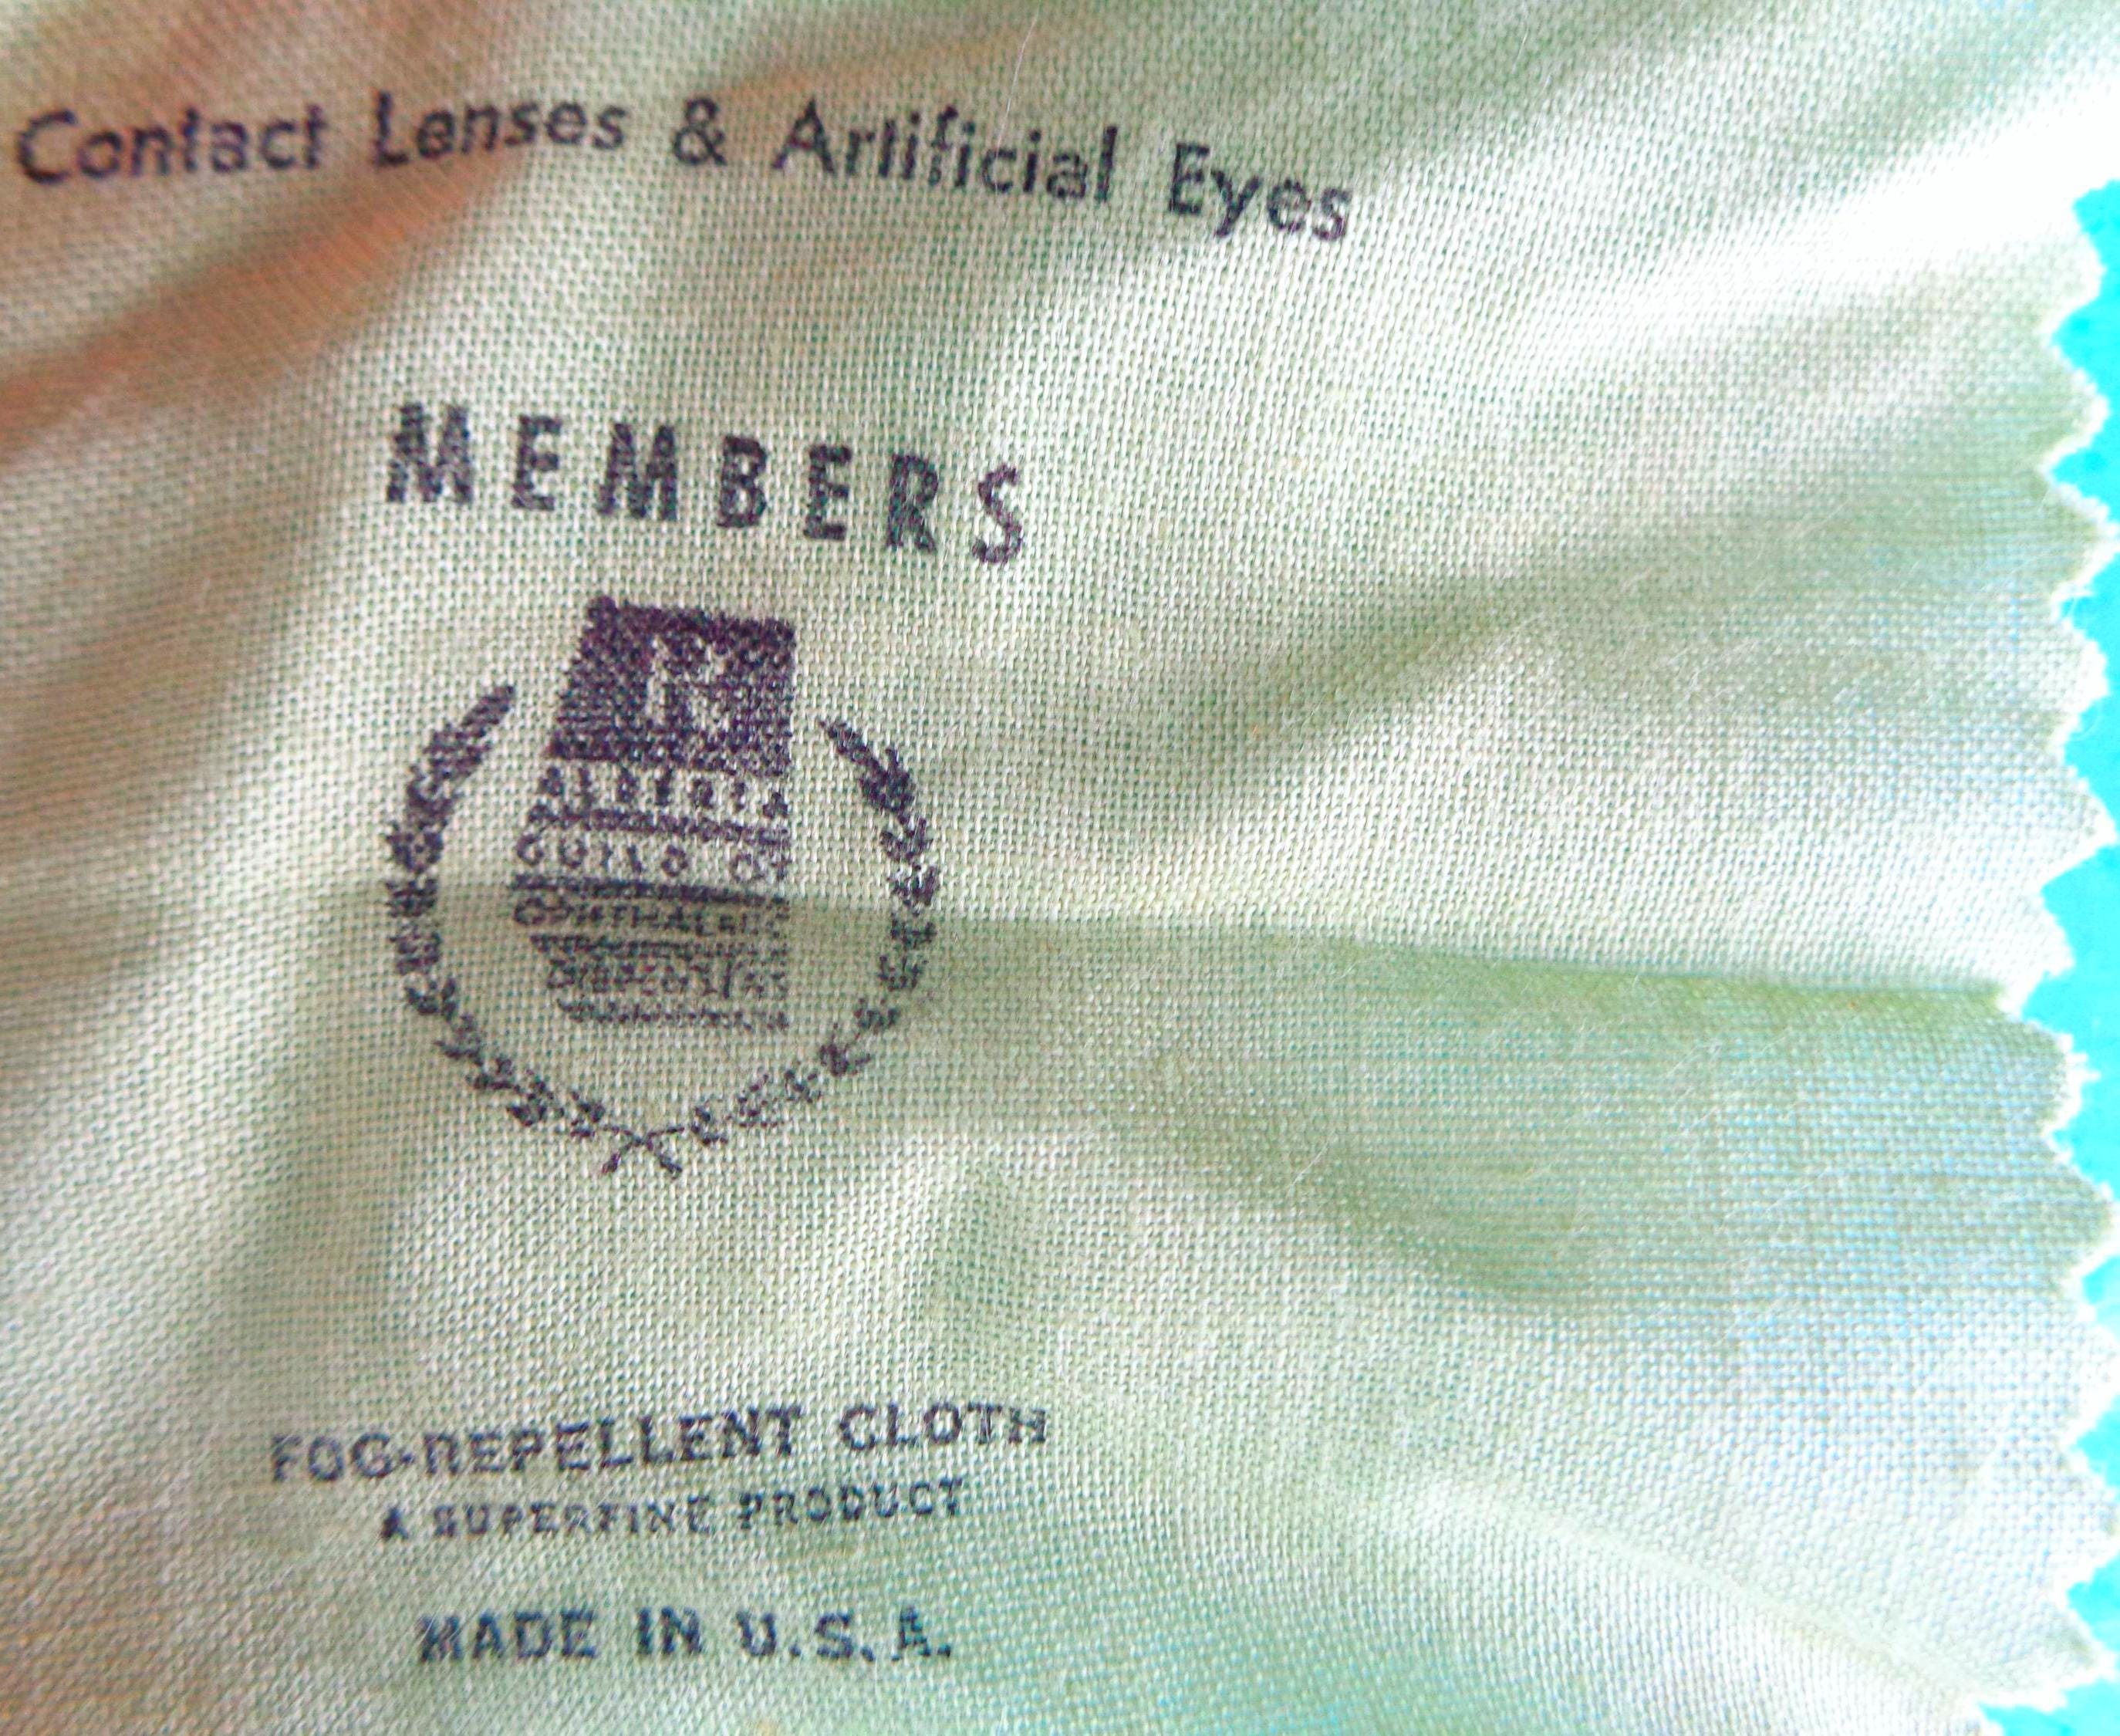 Contact Lenses & Artificial Eyes
MEMBERS
ALBERTA
GUILD OF
OPHTHALMIC
DISPENSERS
FOG-REPELLENT CLOTH
A SUPERFINE PRODUCT
MADE IN U.S.A.